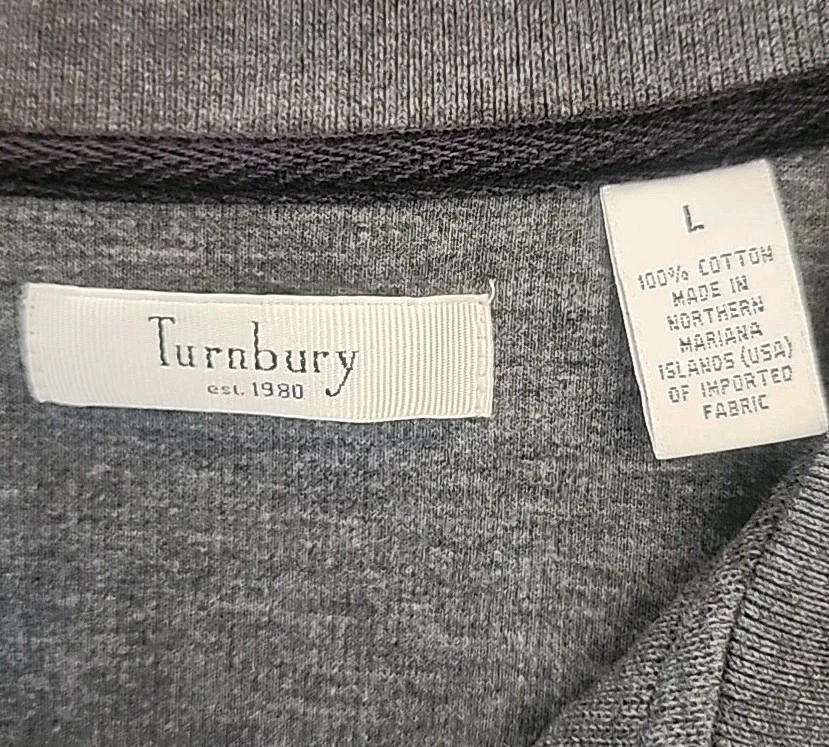 Turnbury
est. 1980
L
100% COTTON
MADE IN
NORTHERN
MARIANA
ISLANDS (USA)
OF IMPORTED
FABRIC